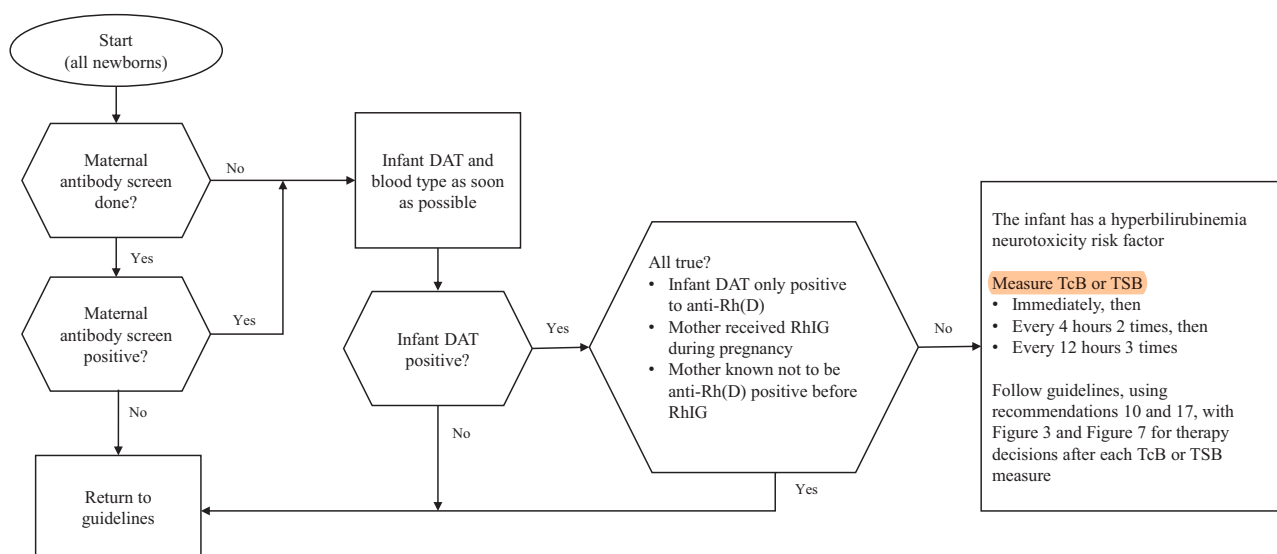 Start
(all newborns)
Maternal
antibody screen
done?
No
Yes
Maternal
antibody screen
positive?
Yes
No
Return to
guidelines
Infant DAT and
blood type as soon
as possible
Infant DAT
positive?
Yes
No
All true?
• Infant DAT only positive
to anti-Rh(D)
• Mother received RhIG
during pregnancy
• Mother known not to be
anti-Rh(D) positive before
RhIG
No
Yes
The infant has a hyperbilirubinemia
neurotoxicity risk factor
Measure TcB or TSB
• Immediately, then
• Every 4 hours 2 times, then
• Every 12 hours 3 times
Follow guidelines, using
recommendations 10 and 17, with
Figure 3 and Figure 7 for therapy
decisions after each TcB or TSB
measure